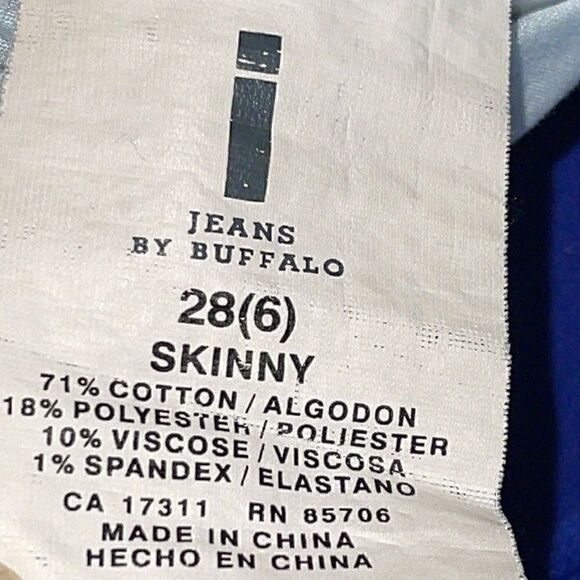 i
JEANS
BY BUFFALO
28(6)
SKINNY
71% COTTON / ALGODON
18% POLYESTER / POLIESTER
10% VISCOSE / VISCOSA
1% SPANDEX / ELASTANO
CA 17311 RN 85706
MADE IN CHINA
HECHO EN CHINA